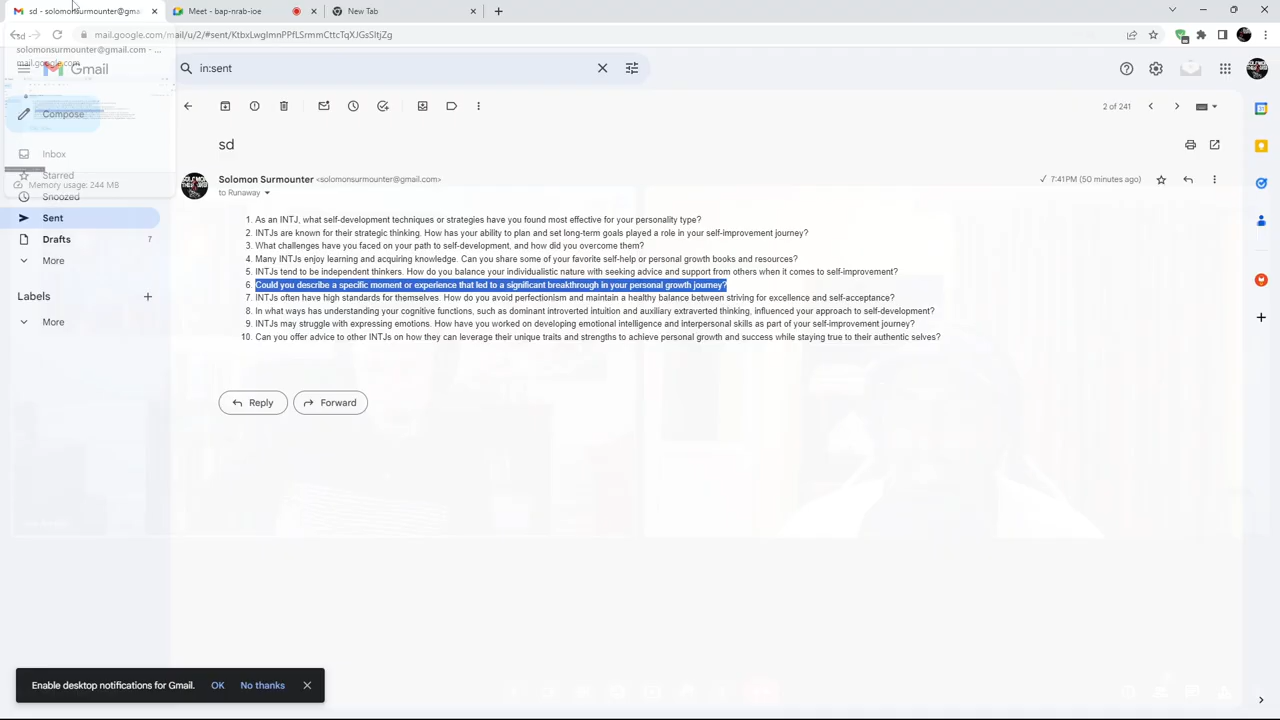 sd - solomonsurmounter@gma
Meet - bap-nrab-ioe
New Tab
mail.google.com/mail/u/2/#sent/KtbxLwgImnPPfLSrmmCttcTqXJGsSltjZg
sd -
solomonsurmounter@gmail.com - ...
mail.google.com
Gmail
in:sent
Compose
2 of 241
Inbox
sd
Starred
Memory usage: 244 MB
Snoozed
Sent
Drafts 7
More
Labels
More
Solomon Surmounter <solomonsurmounter@gmail.com>
7:41PM (50 minutes ago)
to Runaway
1. As an INTJ, what self-development techniques or strategies have you found most effective for your personality type?
2. INTJs are known for their strategic thinking. How has your ability to plan and set long-term goals played a role in your self-improvement journey?
3. What challenges have you faced on your path to self-development, and how did you overcome them?
4. Many INTJs enjoy learning and acquiring knowledge. Can you share some of your favorite self-help or personal growth books and resources?
5. INTJs tend to be independent thinkers. How do you balance your individualistic nature with seeking advice and support from others when it comes to self-improvement?
6. Could you describe a specific moment or experience that led to a significant breakthrough in your personal growth journey?
7. INTJs often have high standards for themselves. How do you avoid perfectionism and maintain a healthy balance between striving for excellence and self-acceptance?
8. In what ways has understanding your cognitive functions, such as dominant introverted intuition and auxiliary extraverted thinking, influenced your approach to self-development?
9. INTJs may struggle with expressing emotions. How have you worked on developing emotional intelligence and interpersonal skills as part of your self-improvement journey?
10. Can you offer advice to other INTJs on how they can leverage their unique traits and strengths to achieve personal growth and success while staying true to their authentic selves?
Reply
Forward
Enable desktop notifications for Gmail. OK No thanks